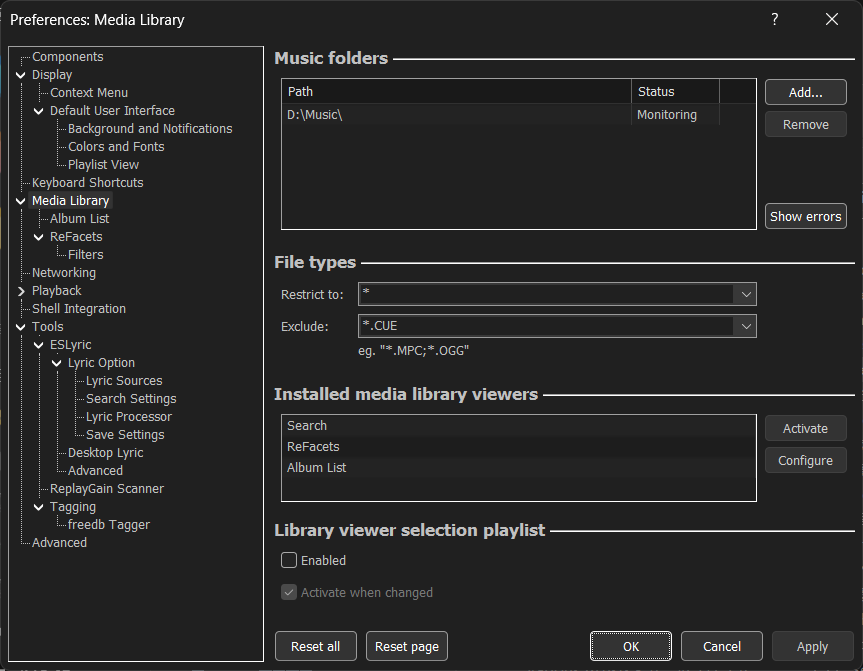 Preferences: Media Library
?
Components
Display
Context Menu
Default User Interface
Background and Notifications
Colors and Fonts
Playlist View
Keyboard Shortcuts
Media Library
Album List
ReFacets
Filters
Networking
Playback
Shell Integration
Tools
ESLyric
Lyric Option
Lyric Sources
Search Settings
Lyric Processor
Save Settings
Desktop Lyric
Advanced
ReplayGain Scanner
Tagging
freedb Tagger
Advanced
Music folders
Path Status
D:\Music\ Monitoring
Add...
Remove
Show errors
File types
Restrict to: *
Exclude: *.CUE
eg. "*.MPC;*.OGG"
Installed media library viewers
Search
ReFacets
Album List
Activate
Configure
Library viewer selection playlist
Enabled
Activate when changed
Reset all Reset page OK Cancel Apply